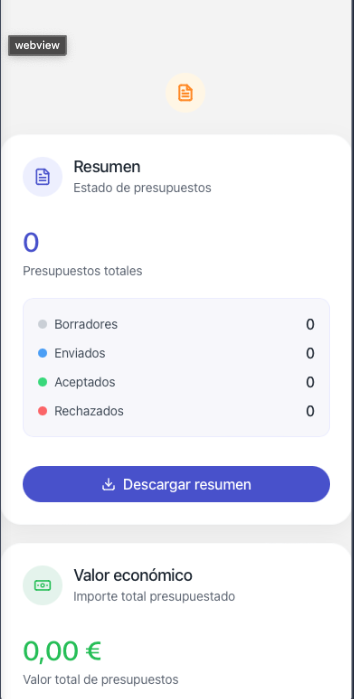 webview
Resumen
Estado de presupuestos
0
Presupuestos totales
Borradores 0
Enviados 0
Aceptados 0
Rechazados 0
Descargar resumen
Valor económico
Importe total presupuestado
0,00 €
Valor total de presupuestos